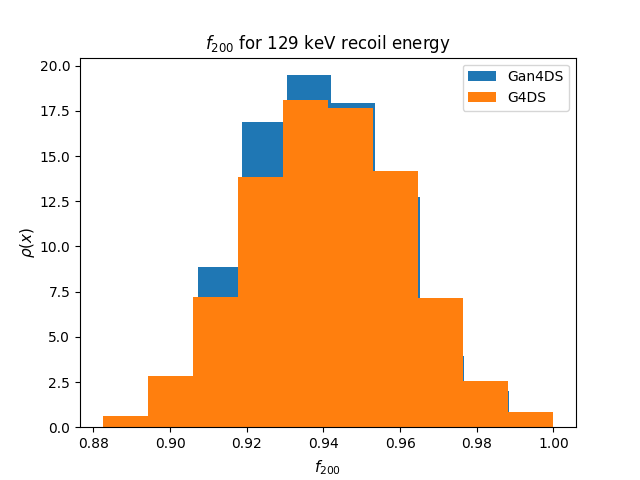 f₂₀₀ for 129 keV recoil energy
Gan4DS
G4DS
20.0
17.5
15.0
12.5
10.0
7.5
5.0
2.5
0.0
ρ(x)
0.88 0.90 0.92 0.94 0.96 0.98 1.00
f₂₀₀